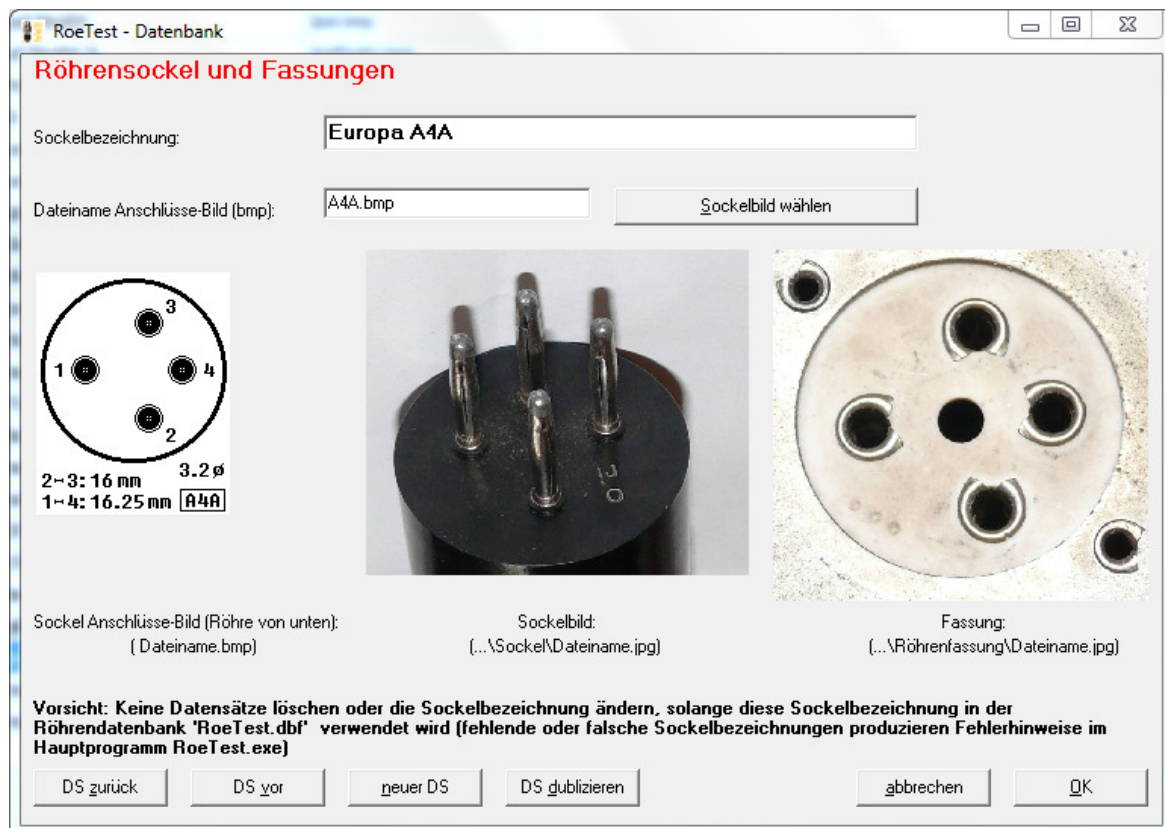 RoeTest - Datenbank
Röhrensockel und Fassungen
Sockelbezeichnung:
Europa A4A
Dateiname Anschlüsse-Bild (bmp):
A4A.bmp
Sockelbild wählen
3
1
4
2
3.2ø
2-3: 16 mm
1-4: 16.25 mm A4A
20
Sockel Anschlüsse-Bild (Röhre von unten):
( Dateiname.bmp)
Sockelbild:
(...\Sockel\Dateiname.jpg)
Fassung:
(...\Röhrenfassung\Dateiname.jpg)
Vorsicht: Keine Datensätze löschen oder die Sockelbezeichnung ändern, solange diese Sockelbezeichnung in der
Röhrendatenbank 'RoeTest.dbf' verwendet wird (fehlende oder falsche Sockelbezeichnungen produzieren Fehlerhinweise im
Hauptprogramm RoeTest.exe)
DS zurück
DS vor
neuer DS
DS dublizieren
abbrechen
OK